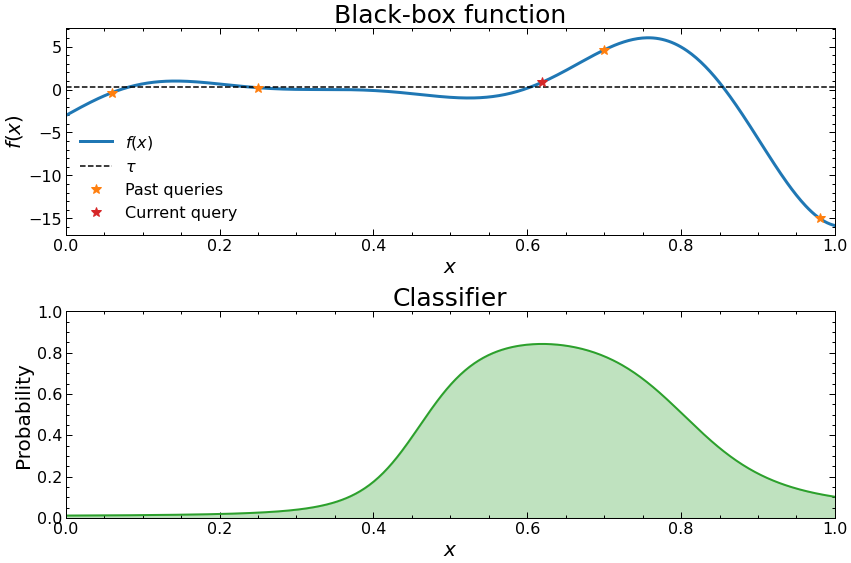 Black-box function
f(x)
5
0
−5
−10
−15
f(x)
τ
Past queries
Current query
0.0 0.2 0.4 0.6 0.8 1.0
x
Classifier
Probability
1.0
0.8
0.6
0.4
0.2
0.0
0.0 0.2 0.4 0.6 0.8 1.0
x